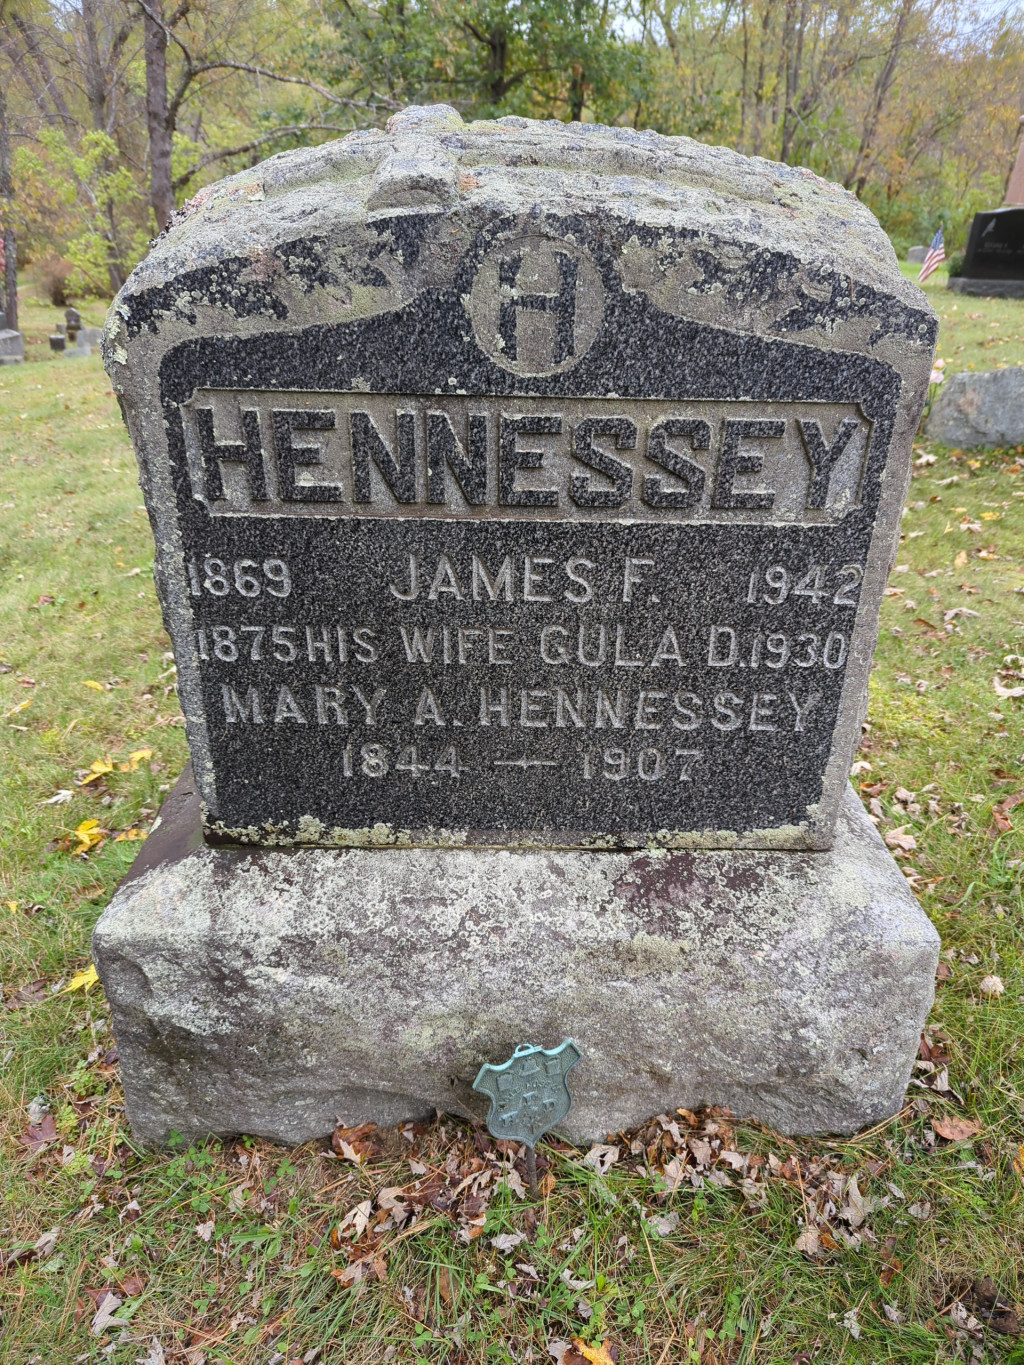 H
HENNESSEY
1869 JAMES F. 1942
1875 HIS WIFE GULA D. 1930
MARY A. HENNESSEY
1844 — 1907